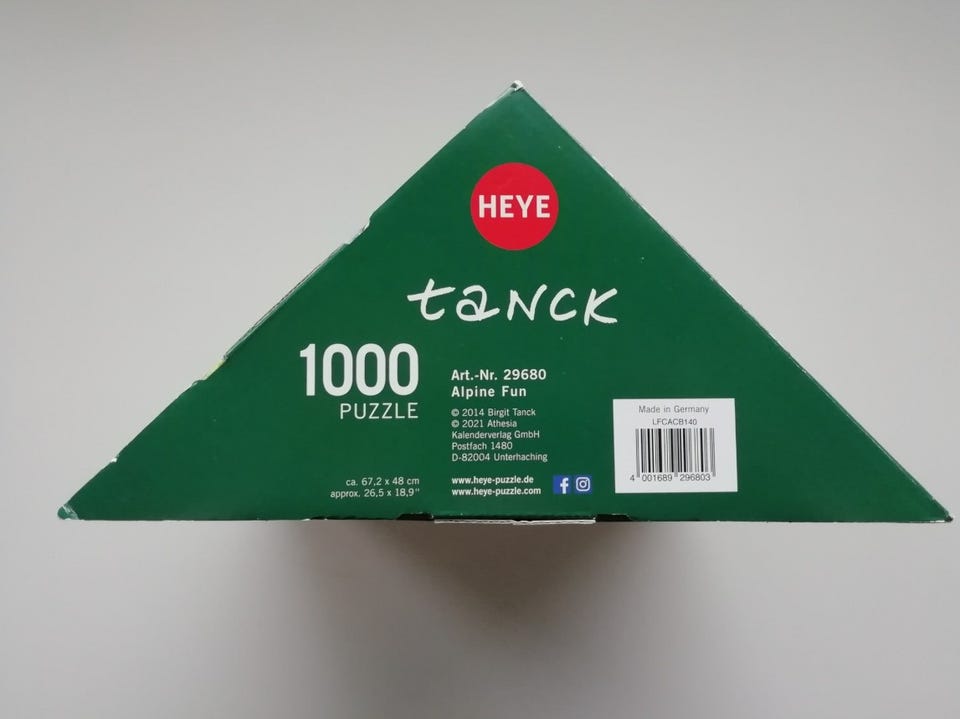 HEYE
tancк
1000
PUZZLE
Art.-Nr. 29680
Alpine Fun
© 2014 Birgit Tanck
© 2021 Athesia
Kalenderverlag GmbH
Postfach 1480
D-82004 Unterhaching
ca. 67,2 x 48 cm
approx. 26,5 x 18,9"
www.heye-puzzle.de
www.heye-puzzle.com
Made in Germany
LFCACB140
4 001689 296803